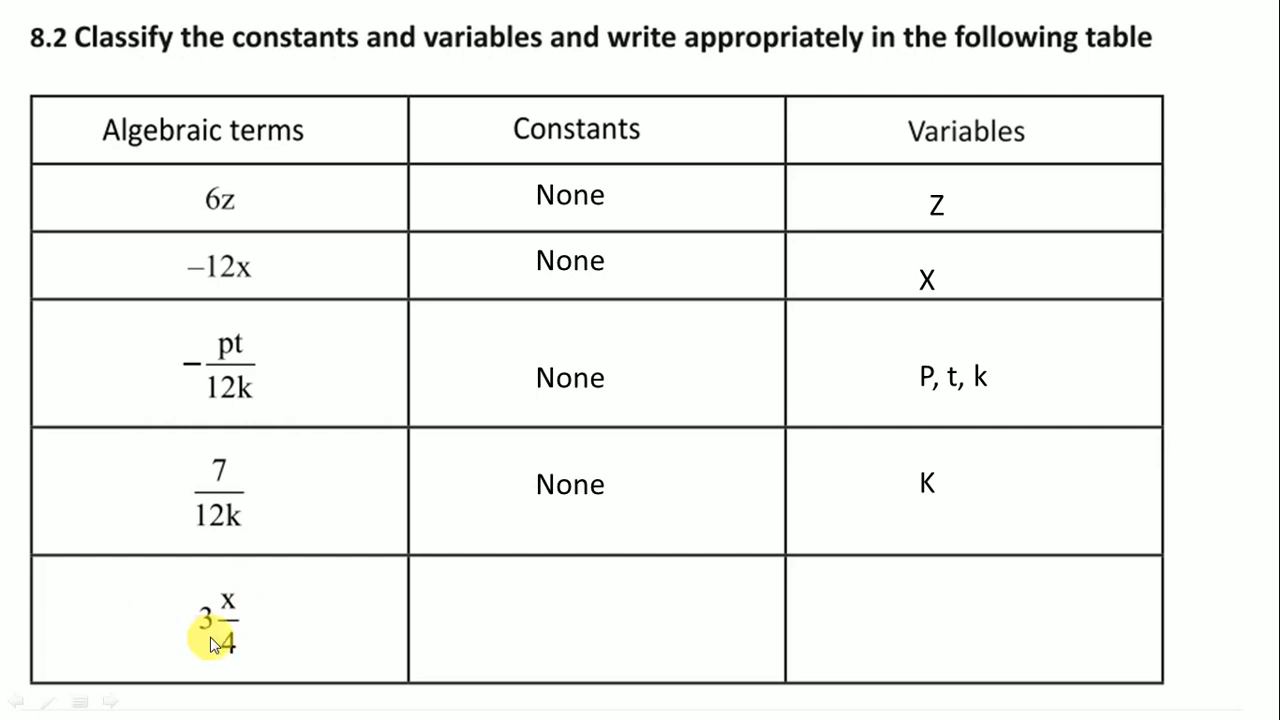 8.2 Classify the constants and variables and write appropriately in the following table
Algebraic terms Constants Variables
6z None Z
–12x None X
−pt/12k None P, t, k
7/12k None K
3x/4